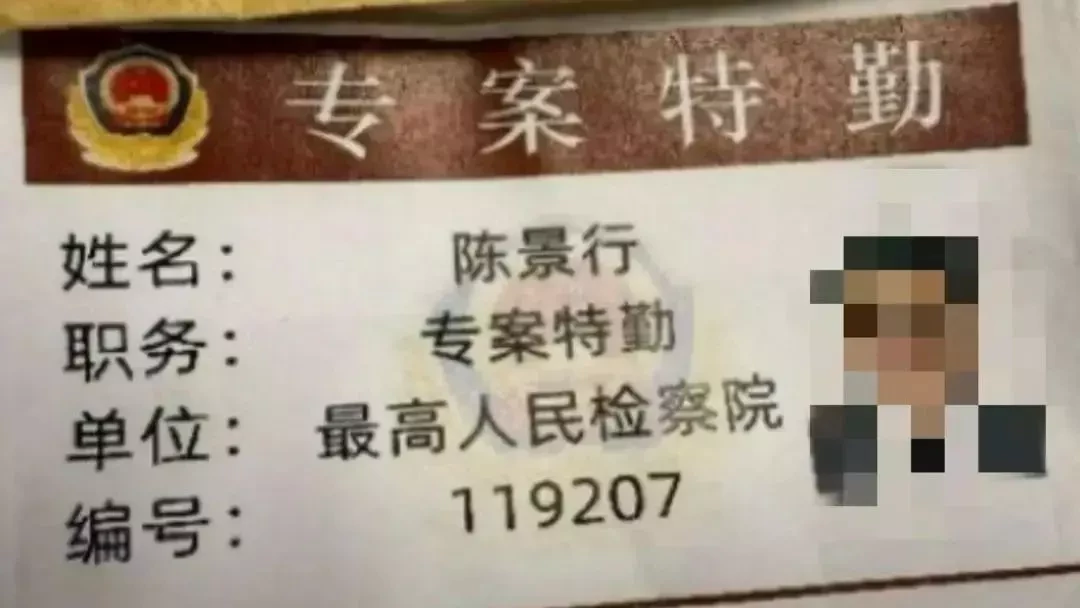 专案特勤
姓名： 陈景行
职务： 专案特勤
单位： 最高人民检察院
编号： 119207